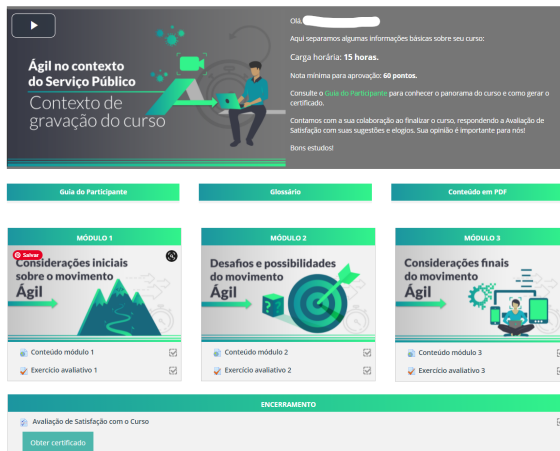 Olá,
Aqui separamos algumas informações básicas sobre seu curso:
Carga horária: 15 horas.
Nota mínima para aprovação: 60 pontos.
Consulte o Guia do Participante para conhecer o panorama do curso e como gerar o
certificado.
Contamos com a sua colaboração ao finalizar o curso, respondendo a Avaliação de
Satisfação com suas sugestões e elogios. Sua opinião é importante para nós!
Bons estudos!
Ágil no contexto
do Serviço Público
Contexto de
gravação do curso
Guia do Participante
Glossário
Conteúdo em PDF
MÓDULO 1
Salvar
Considerações iniciais
sobre o movimento
Ágil
Conteúdo módulo 1
Exercício avaliativo 1
MÓDULO 2
Desafios e possibilidades
do movimento
Ágil
Conteúdo módulo 2
Exercício avaliativo 2
MÓDULO 3
Considerações finais
do movimento
Ágil
Conteúdo módulo 3
Exercício avaliativo 3
ENCERRAMENTO
Avaliação de Satisfação com o Curso
Obter certificado